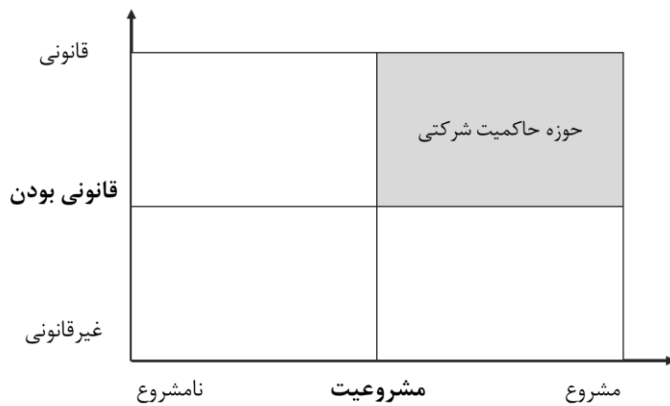 قانونی
حوزه حاکمیت شرکتی
قانونی بودن
غیرقانونی
مشروع
مشروعیت
نامشروع